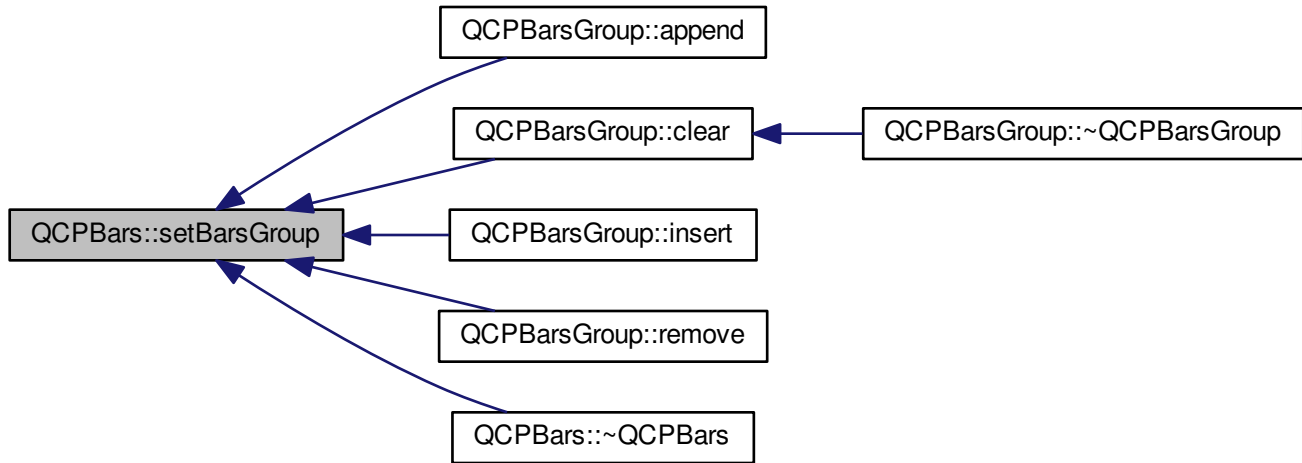 QCPBarsGroup::append
QCPBarsGroup::clear
QCPBarsGroup::~QCPBarsGroup
QCPBars::setBarsGroup
QCPBarsGroup::insert
QCPBarsGroup::remove
QCPBars::~QCPBars